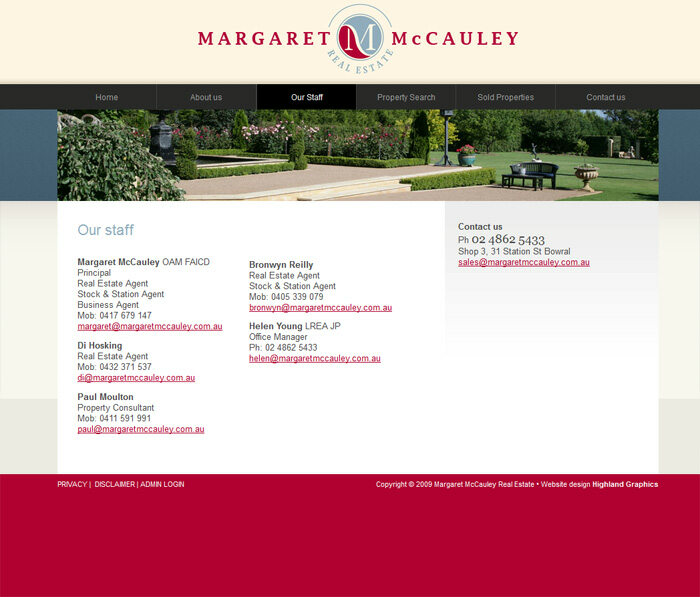 MARGARET M McCAULEY
REAL ESTATE
Home About us Our Staff Property Search Sold Properties Contact us
Our staff
Margaret McCauley OAM FAICD
Principal
Real Estate Agent
Stock & Station Agent
Business Agent
Mob: 0417 679 147
margaret@margaretmccauley.com.au
Di Hosking
Real Estate Agent
Mob: 0432 371 537
di@margaretmccauley.com.au
Paul Moulton
Property Consultant
Mob: 0411 591 991
paul@margaretmccauley.com.au
Bronwyn Reilly
Real Estate Agent
Stock & Station Agent
Mob: 0405 339 079
bronwyn@margaretmccauley.com.au
Helen Young LREA JP
Office Manager
Ph: 02 4862 5433
helen@margaretmccauley.com.au
Contact us
Ph 02 4862 5433
Shop 3, 31 Station St Bowral
sales@margaretmccauley.com.au
PRIVACY | DISCLAIMER | ADMIN LOGIN
Copyright © 2009 Margaret McCauley Real Estate • Website design Highland Graphics